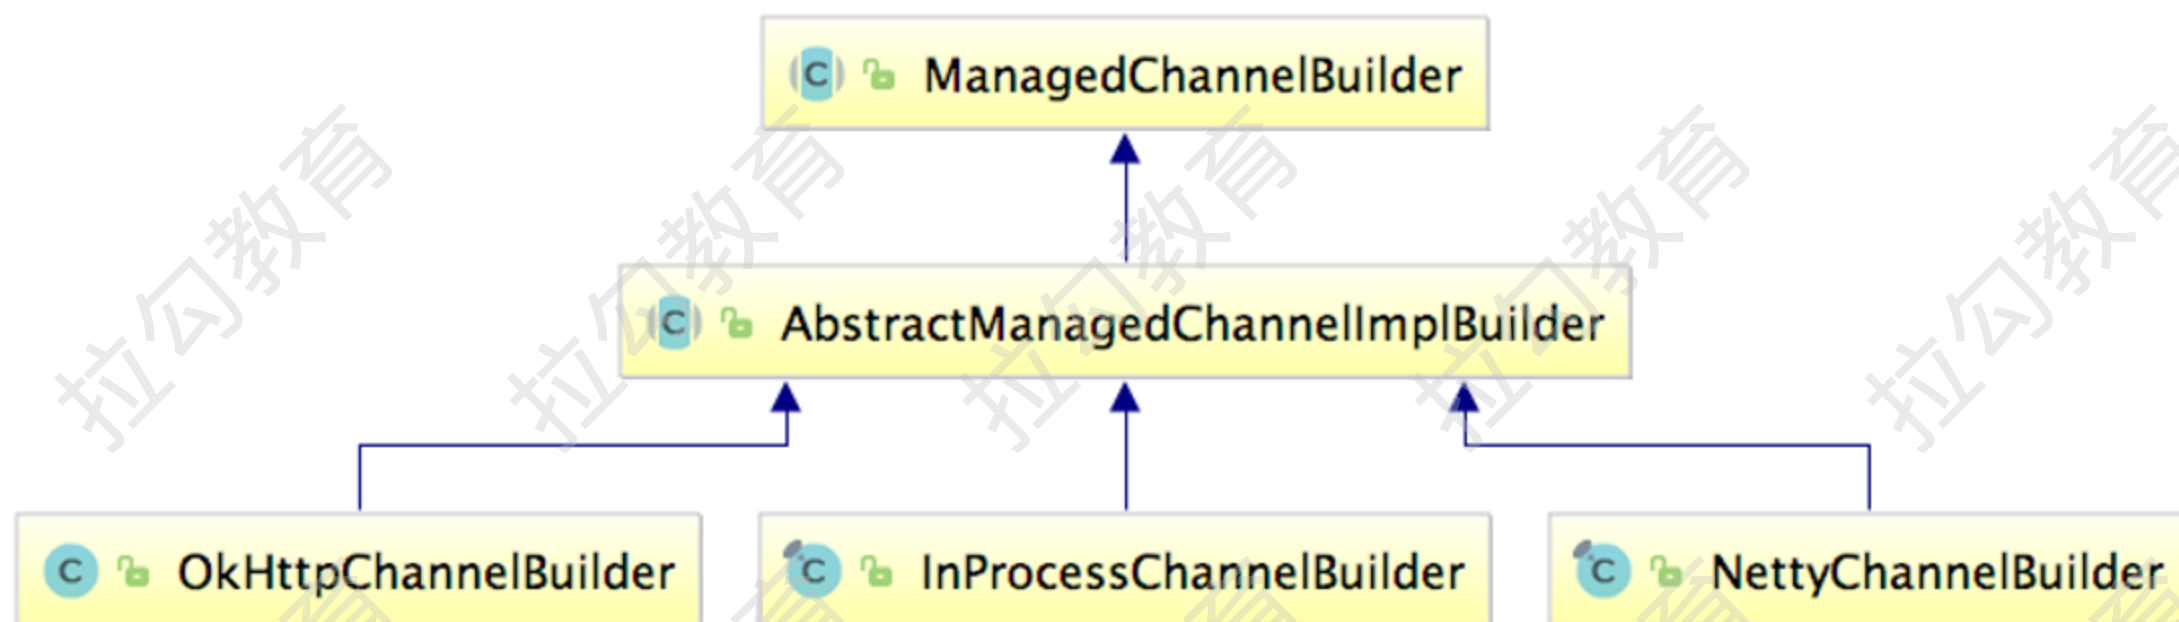 ManagedChannelBuilder
AbstractManagedChannelImplBuilder
OkHttpChannelBuilder
InProcessChannelBuilder
NettyChannelBuilder
拉勾教育
拉勾教育
拉勾教育
拉勾教育
拉勾教育